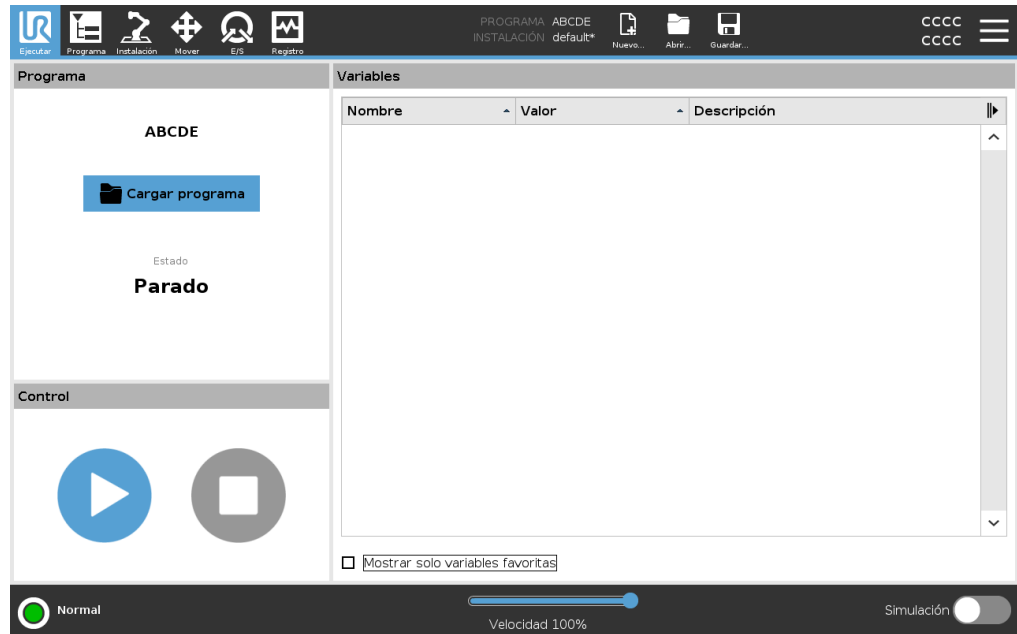 UR
Ejecutar Programa Instalación Mover E/S Registro
PROGRAMA ABCDE
INSTALACIÓN default*
Nuevo... Abrir... Guardar...
CCCC
CCCC
Programa
ABCDE
Cargar programa
Estado
Parado
Control
Variables
Nombre Valor Descripción
Mostrar solo variables favoritas
Normal
Velocidad 100%
Simulación